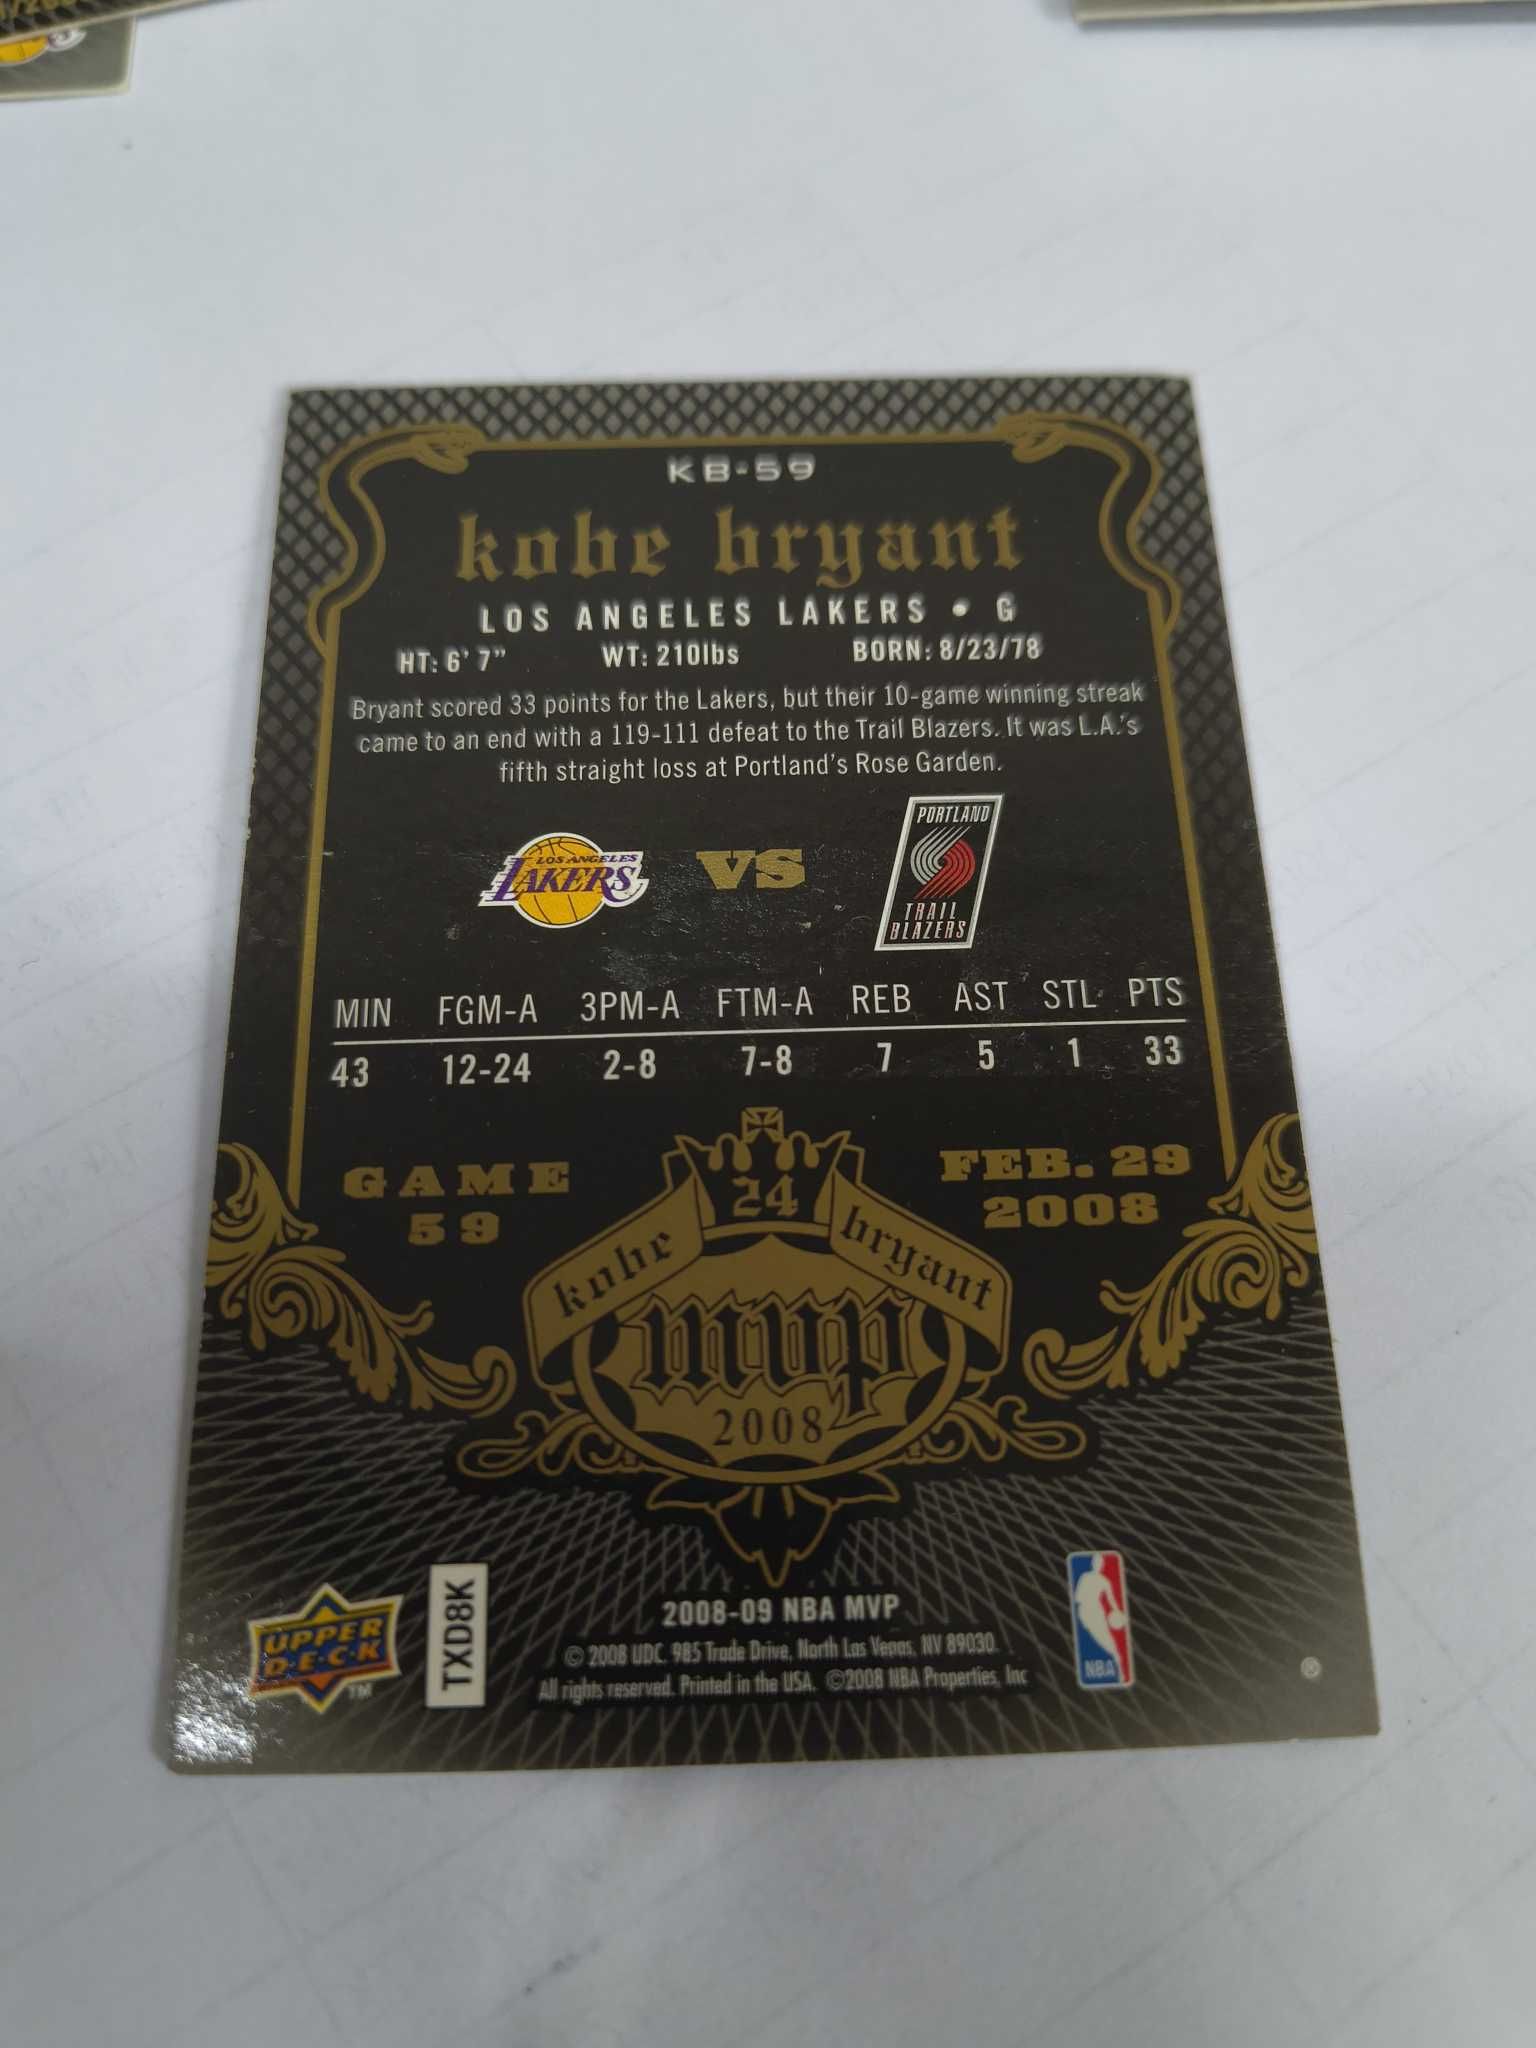 KB-59
kobe bryant
LOS ANGELES LAKERS • G
HT: 6' 7" WT: 210lbs BORN: 8/23/78
Bryant scored 33 points for the Lakers, but their 10-game winning streak
came to an end with a 119-111 defeat to the Trail Blazers. It was L.A.'s
fifth straight loss at Portland's Rose Garden.
LOS ANGELES
LAKERS
VS
PORTLAND
TRAIL
BLAZERS
MIN FGM-A 3PM-A FTM-A REB AST STL PTS
43 12-24 2-8 7-8 7 5 1 33
GAME
59
FEB. 29
2008
24
kobe bryant
mvp
2008
UPPER
DECK
TM
TXD8K
2008-09 NBA MVP
© 2008 UDC. 985 Trade Drive, North Las Vegas, NV 89030.
All rights reserved. Printed in the USA. ©2008 NBA Properties, Inc
NBA
®